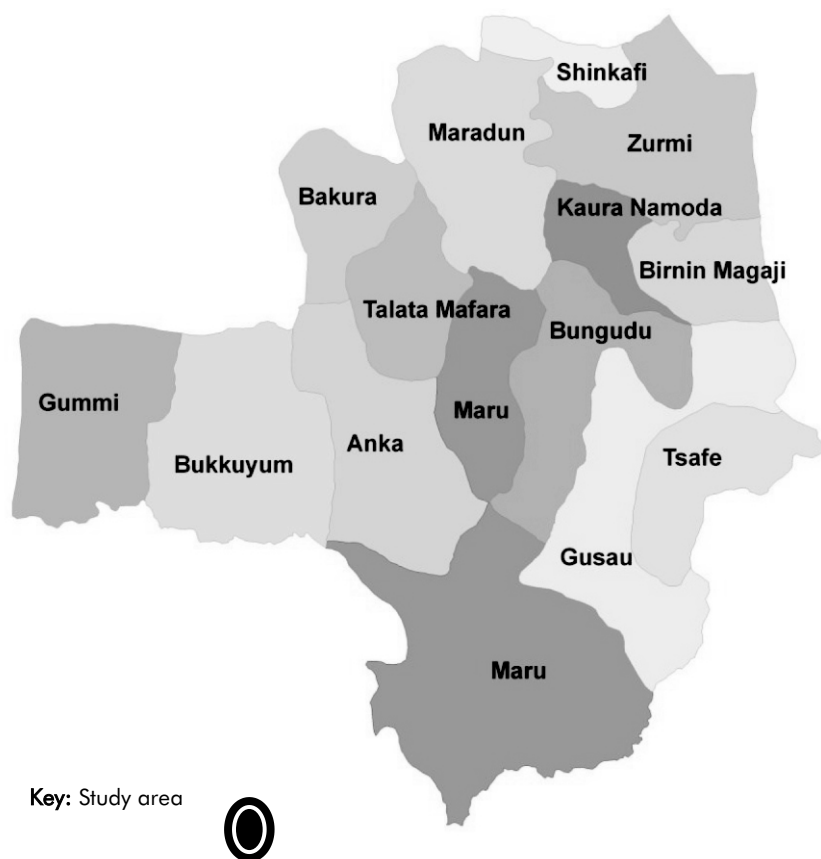 Shinkafi
Maradun
Zurmi
Bakura
Kaura Namoda
Birnin Magaji
Talata Mafara
Bungudu
Gummi
Maru
Anka
Bukkuyum
Tsafe
Gusau
Maru
Key: Study area